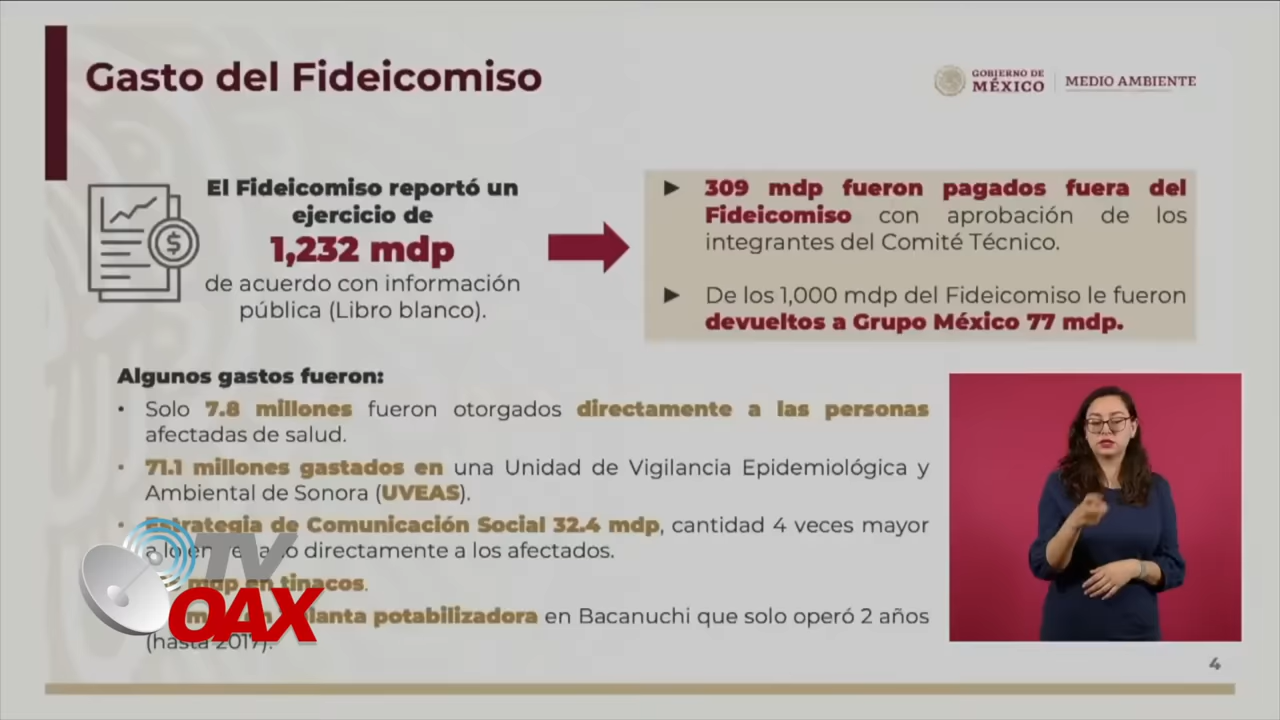 Gasto del Fideicomiso
GOBIERNO DE
MÉXICO
MEDIO AMBIENTE
El Fideicomiso reportó un
ejercicio de
1,232 mdp
de acuerdo con información
pública (Libro blanco).
► 309 mdp fueron pagados fuera del
Fideicomiso con aprobación de los
integrantes del Comité Técnico.
► De los 1,000 mdp del Fideicomiso le fueron
devueltos a Grupo México 77 mdp.
Algunos gastos fueron:
• Solo 7.8 millones fueron otorgados directamente a las personas
afectadas de salud.
• 71.1 millones gastados en una Unidad de Vigilancia Epidemiológica y
Ambiental de Sonora (UVEAS).
• Estrategia de Comunicación Social 32.4 mdp, cantidad 4 veces mayor
a lo directamente a los afectados.
mdp en tinacos.
planta potabilizadora en Bacanuchi que solo operó 2 años
(hasta 2017).
TV
OAX
4